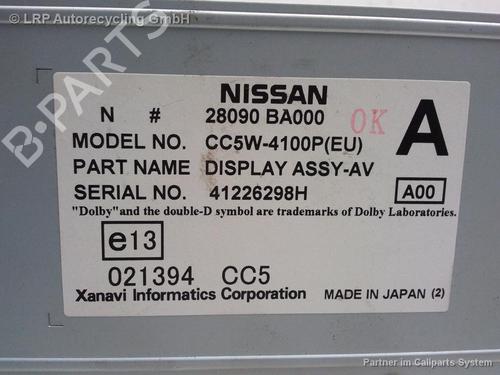 © LRP Autorecycling GmbH
B-PARTS
NISSAN
N # 28090 BA000 OK A
MODEL NO. CC5W-4100P(EU)
PART NAME DISPLAY ASSY-AV
SERIAL NO. 41226298H A00
"Dolby"and the double-D symbol are trademarks of Dolby Laboratories.
e13
021394 CC5
Xanavi Informatics Corporation MADE IN JAPAN (2)
Partner im Callparts System